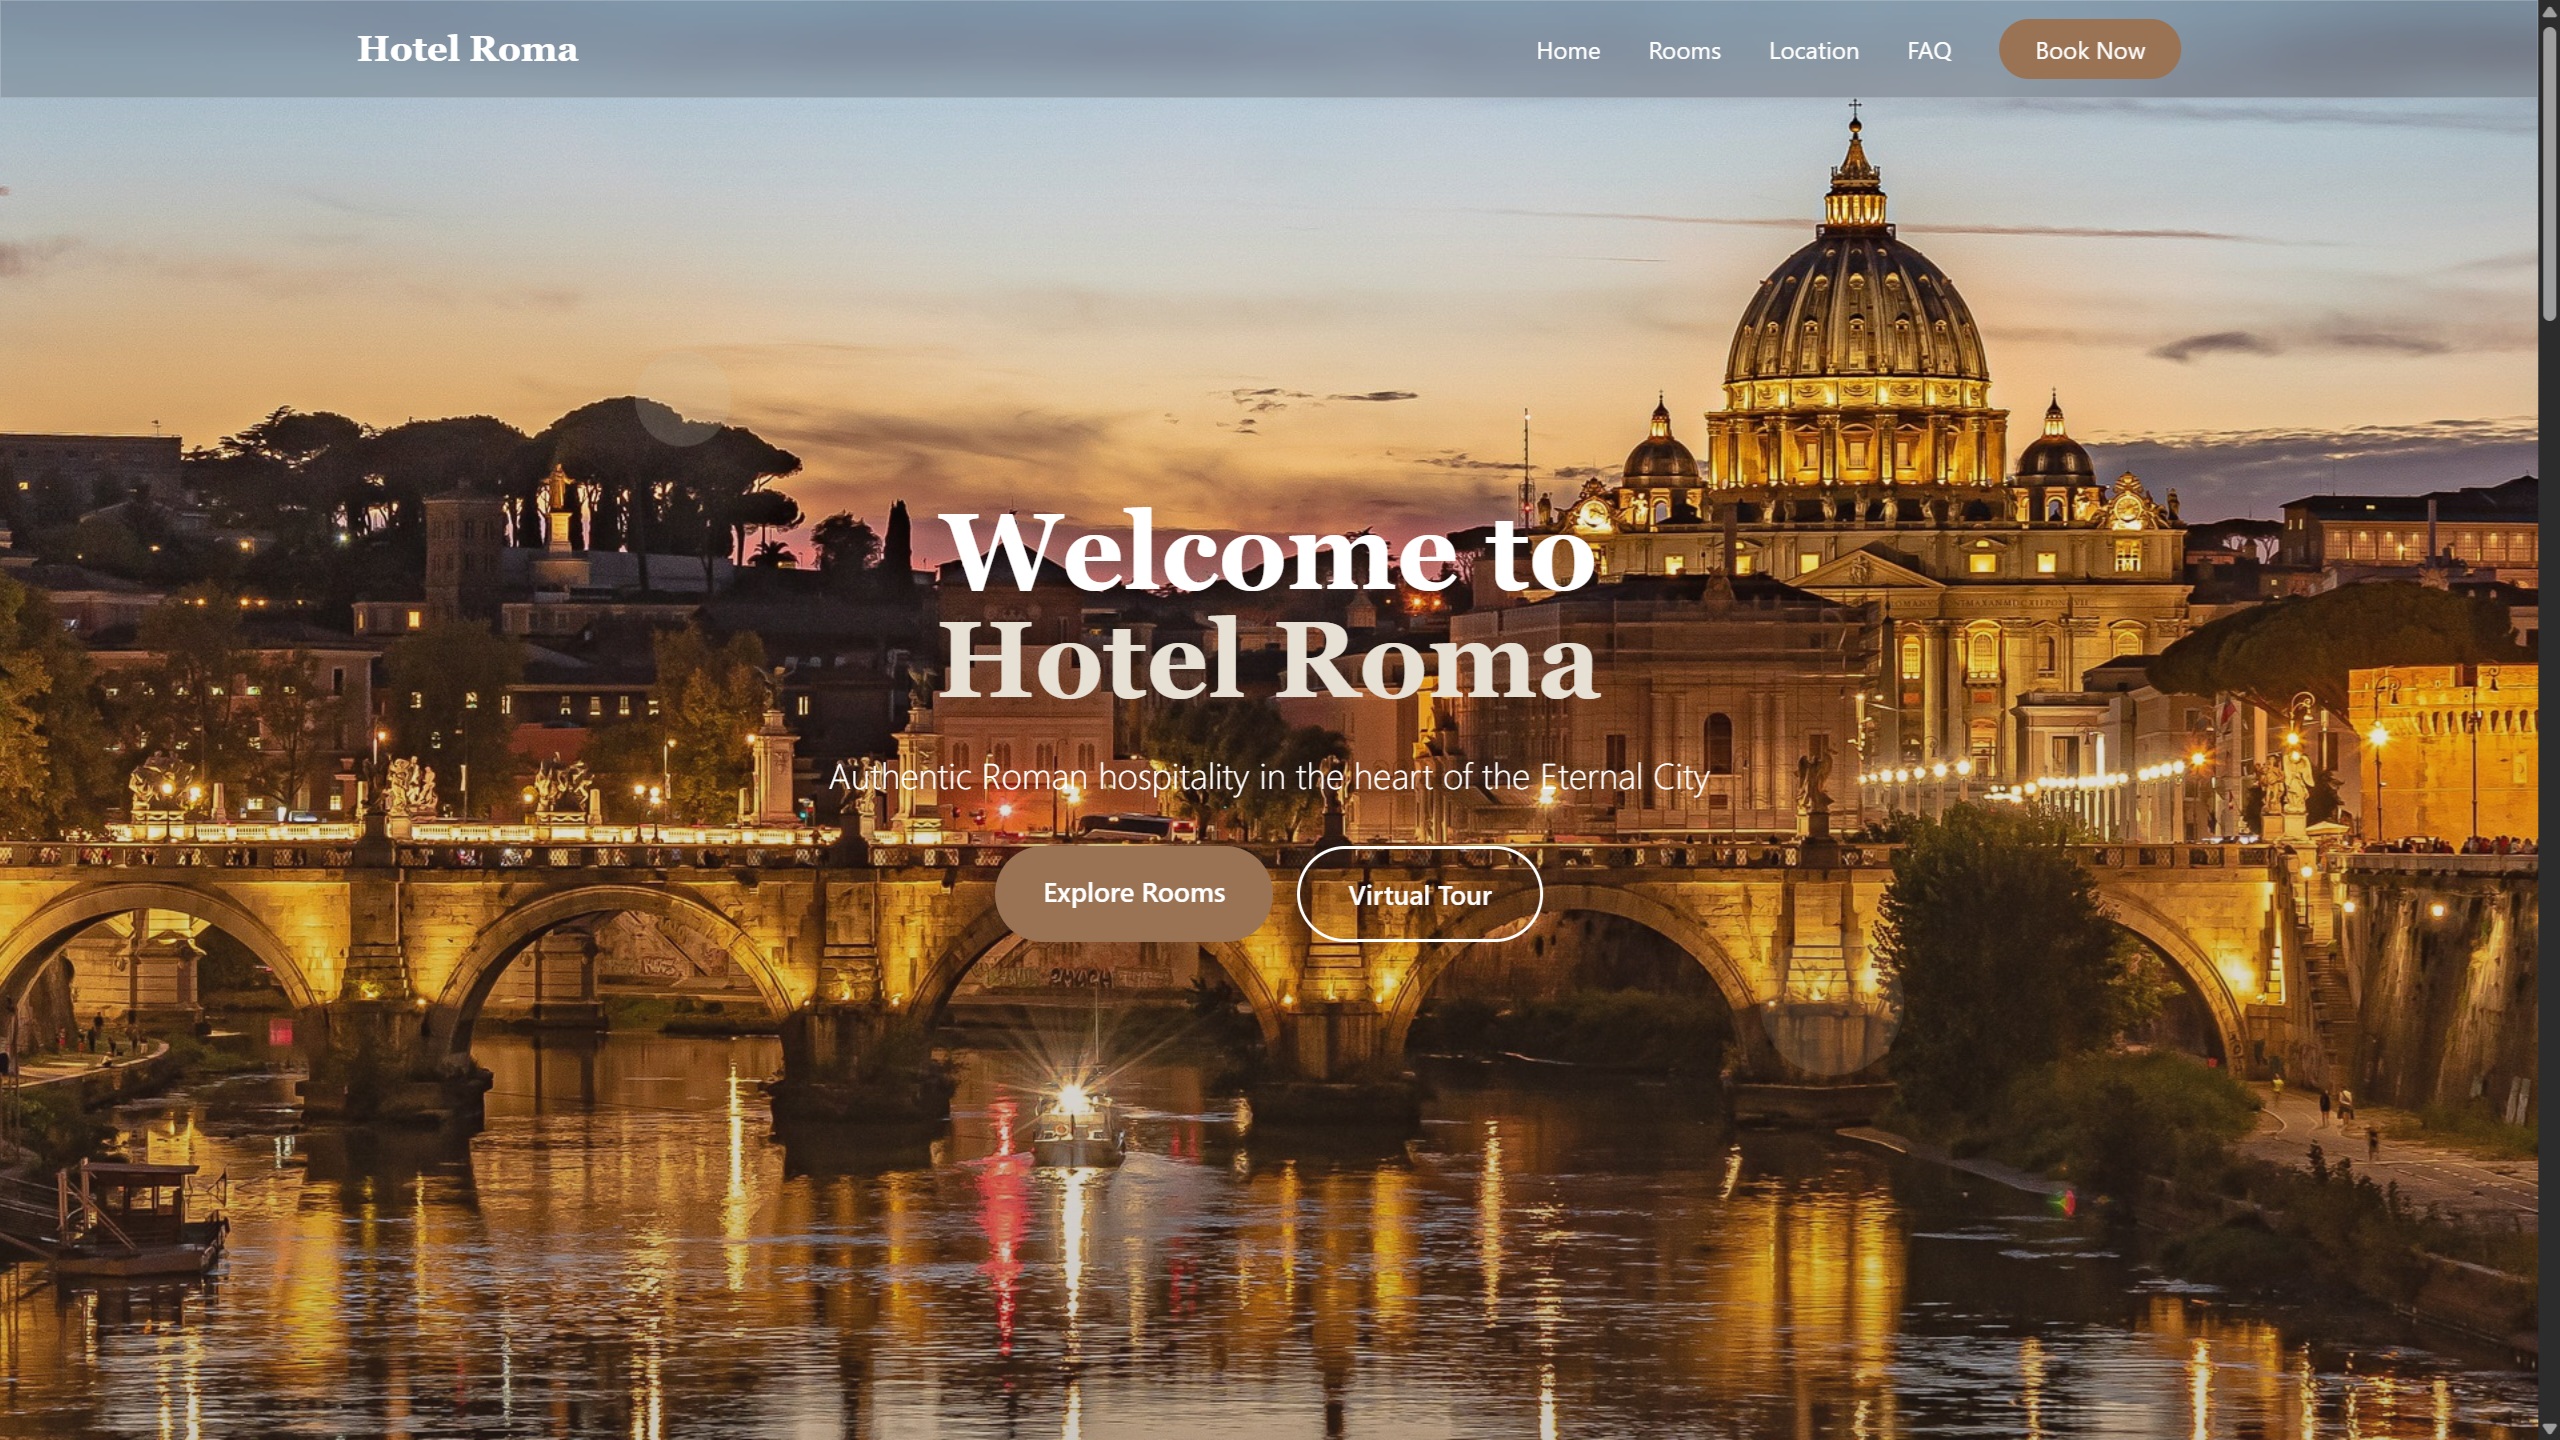 Hotel Roma
Home Rooms Location FAQ Book Now
Welcome to
Hotel Roma
Authentic Roman hospitality in the heart of the Eternal City
Explore Rooms Virtual Tour